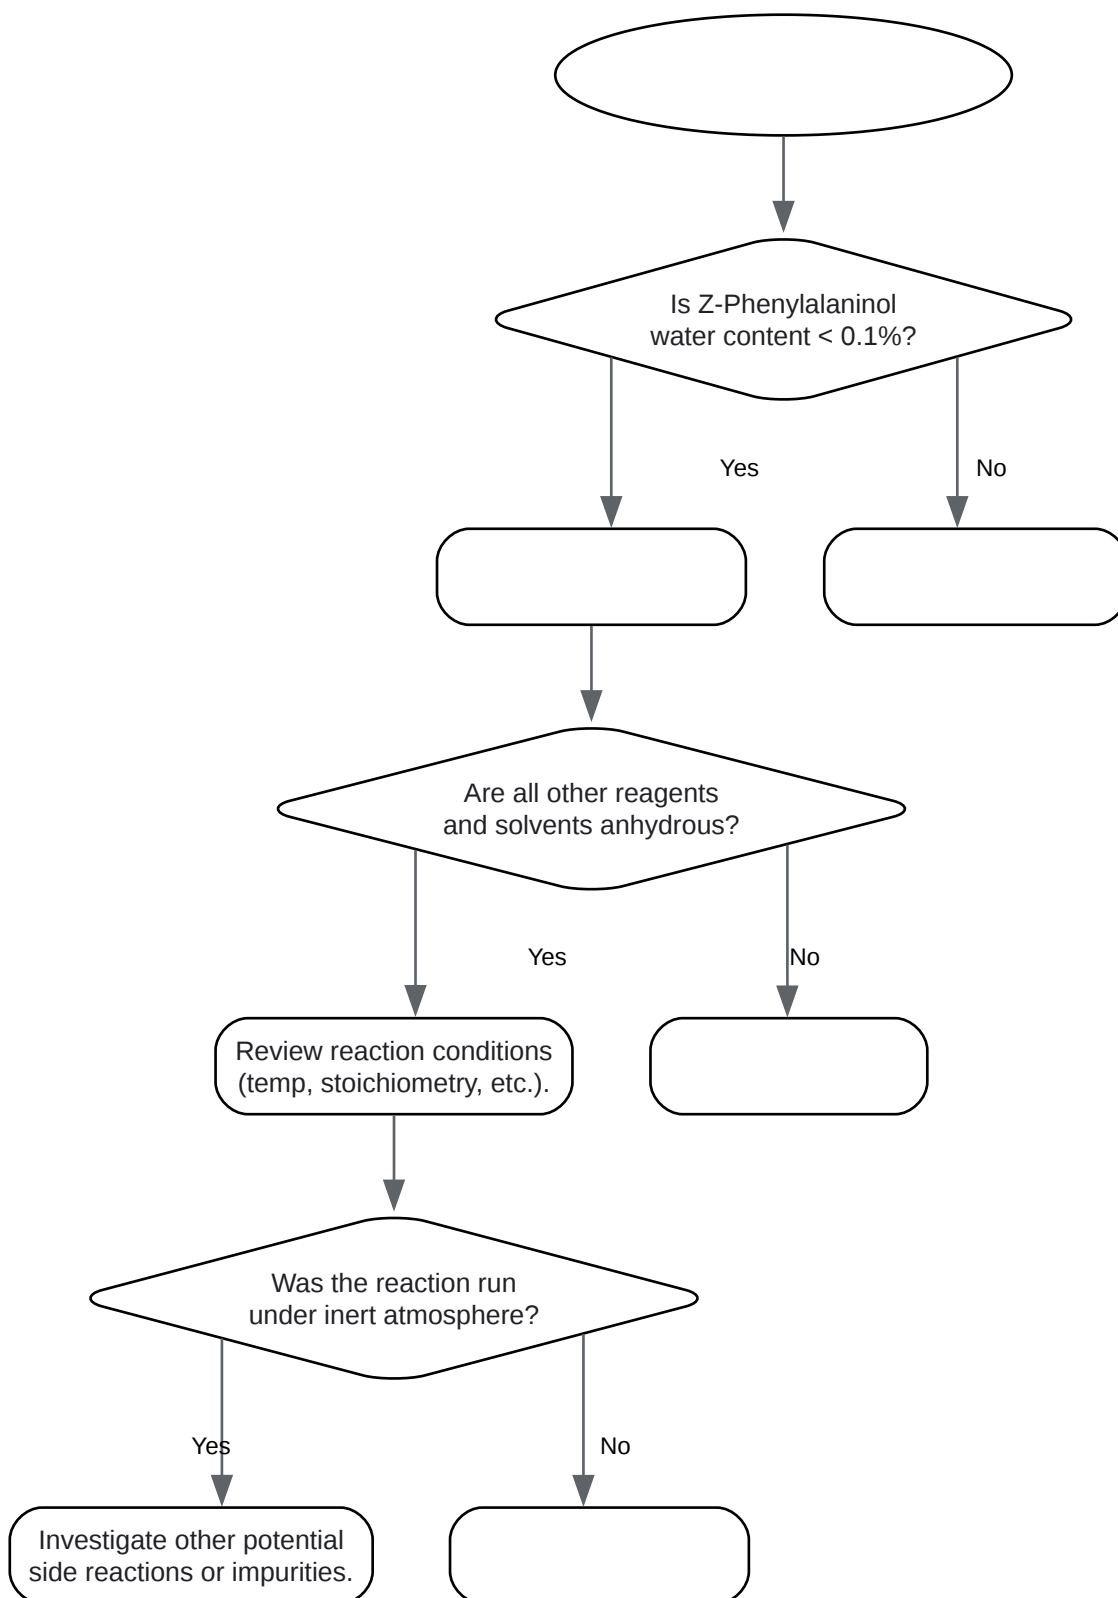 Is Z-Phenylalaninol
water content < 0.1%?
Yes
No
Are all other reagents
and solvents anhydrous?
Yes
No
Review reaction conditions
(temp, stoichiometry, etc.).
Was the reaction run
under inert atmosphere?
Yes
No
Investigate other potential
side reactions or impurities.